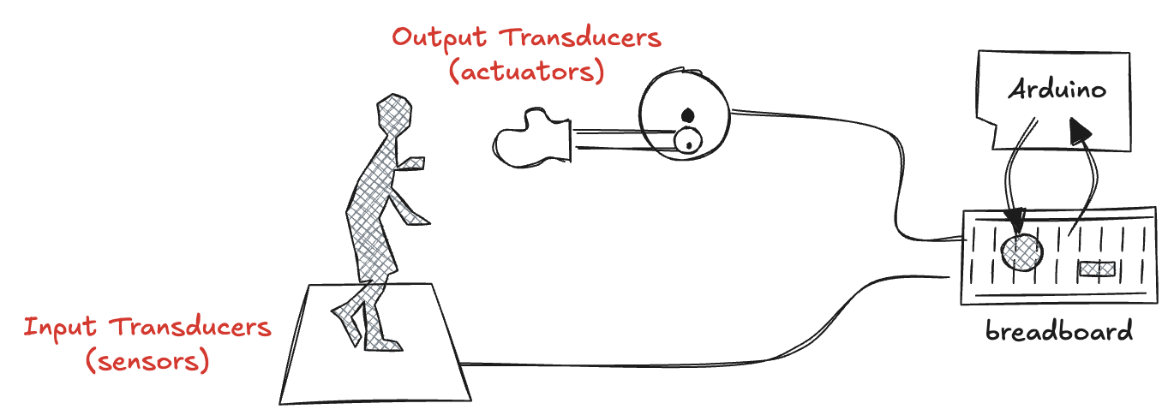 Output Transducers
(actuators)
Arduino
Input Transducers
(sensors)
breadboard